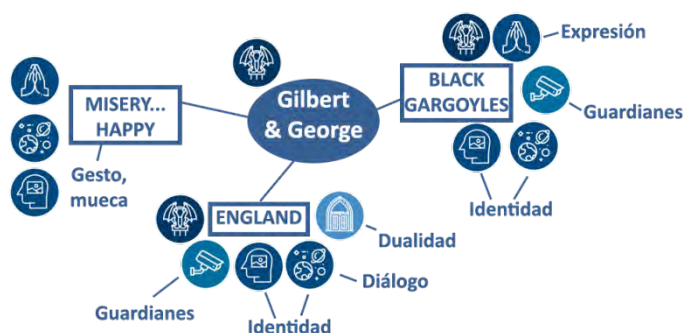 Gilbert
& George
MISERY...
HAPPY
Gesto,
mueca
BLACK
GARGOYLES
Expresión
Guardianes
Identidad
ENGLAND
Dualidad
Diálogo
Guardianes
Identidad